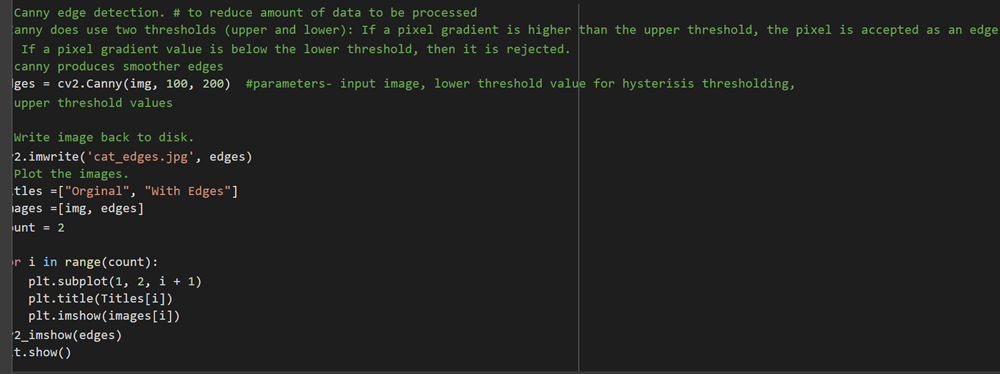 Canny edge detection. # to reduce amount of data to be processed
anny does use two thresholds (upper and lower): If a pixel gradient is higher than the upper threshold, the pixel is accepted as an edge
If a pixel gradient value is below the lower threshold, then it is rejected.
canny produces smoother edges
ges = cv2.Canny(img, 100, 200)  #parameters- input image, lower threshold value for hysterisis thresholding,
upper threshold values
Write image back to disk.
2.imwrite('cat_edges.jpg', edges)
Plot the images.
tles =["Orginal", "With Edges"]
ages =[img, edges]
unt = 2
r i in range(count):
plt.subplot(1, 2, i + 1)
plt.title(Titles[i])
plt.imshow(images[i])
2_imshow(edges)
t.show()